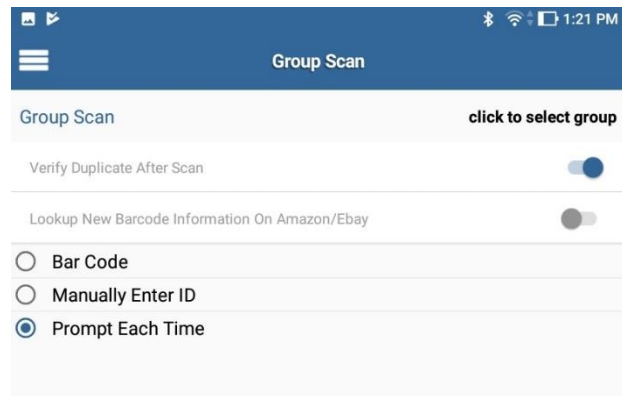 1:21 PM
Group Scan
Group Scan click to select group
Verify Duplicate After Scan
Lookup New Barcode Information On Amazon/Ebay
Bar Code
Manually Enter ID
Prompt Each Time